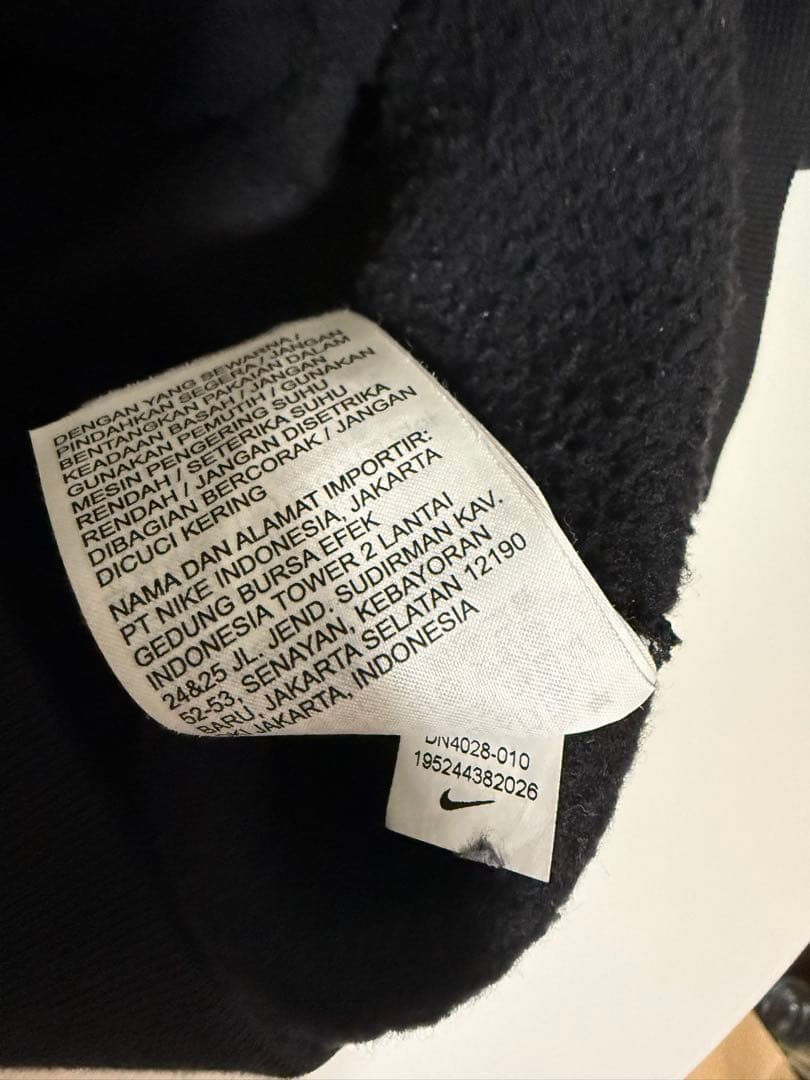 DENGAN YANG SEWARNA /
PINDAHKAN SEGERA / JANGAN
BENTANGKAN PAKAIAN DALAM
KEADAAN BASAH / JANGAN
GUNAKAN PEMUTIH / GUNAKAN
MESIN PENGERING SUHU
RENDAH / SETERIKA SUHU
RENDAH / JANGAN DISETRIKA
DIBAGIAN BERCORAK / JANGAN
DICUCI KERING
NAMA DAN ALAMAT IMPORTIR:
PT NIKE INDONESIA, JAKARTA
GEDUNG BURSA EFEK
INDONESIA TOWER 2 LANTAI
24&25 JL. JEND. SUDIRMAN KAV.
52-53, SENAYAN, KEBAYORAN
BARU, JAKARTA SELATAN 12190
JAKARTA, INDONESIA
DN4028-010
195244382026